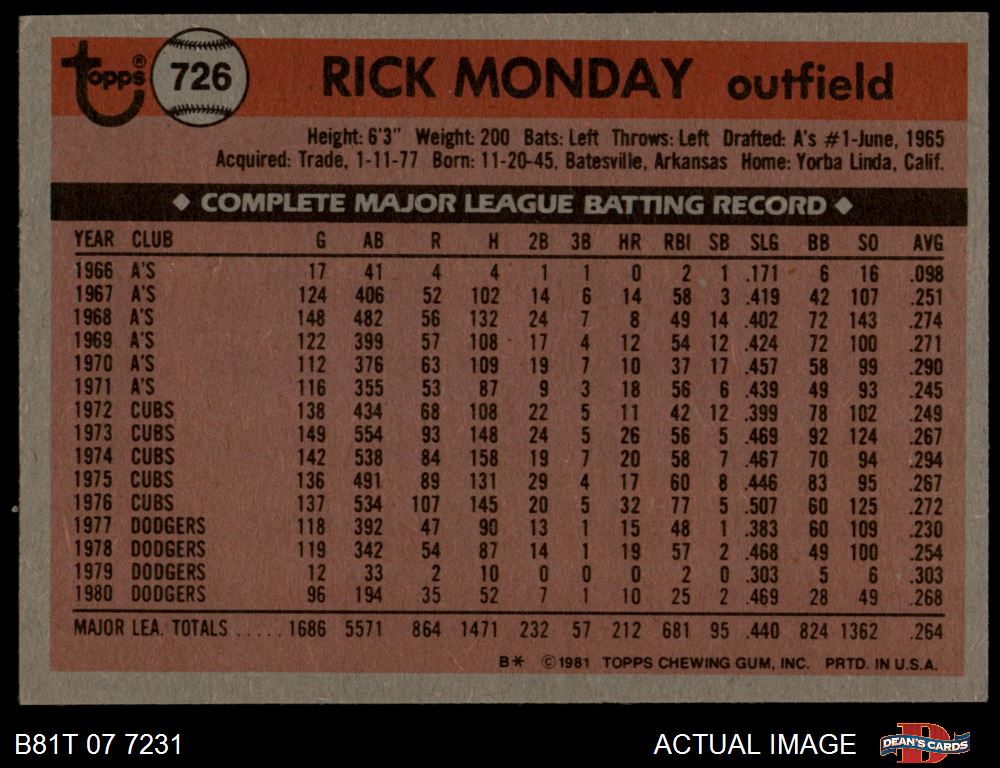 Topps® 726 RICK MONDAY outfield
Height: 6'3" Weight: 200 Bats: Left Throws: Left Drafted: A's #1-June, 1965
Acquired: Trade, 1-11-77 Born: 11-20-45, Batesville, Arkansas Home: Yorba Linda, Calif.
◆ COMPLETE MAJOR LEAGUE BATTING RECORD ◆
YEAR CLUB G AB R H 2B 3B HR RBI SB SLG BB SO AVG
1966 A'S 17 41 4 4 1 1 0 2 1 .171 6 16 .098
1967 A'S 124 406 52 102 14 6 14 58 3 .419 42 107 .251
1968 A'S 148 482 56 132 24 7 8 49 14 .402 72 143 .274
1969 A'S 122 399 57 108 17 4 12 54 12 .424 72 100 .271
1970 A'S 112 376 63 109 19 7 10 37 17 .457 58 99 .290
1971 A'S 116 355 53 87 9 3 18 56 6 .439 49 93 .245
1972 CUBS 138 434 68 108 22 5 11 42 12 .399 78 102 .249
1973 CUBS 149 554 93 148 24 5 26 56 5 .469 92 124 .267
1974 CUBS 142 538 84 158 19 7 20 58 7 .467 70 94 .294
1975 CUBS 136 491 89 131 29 4 17 60 8 .446 83 95 .267
1976 CUBS 137 534 107 145 20 5 32 77 5 .507 60 125 .272
1977 DODGERS 118 392 47 90 13 1 15 48 1 .383 60 109 .230
1978 DODGERS 119 342 54 87 14 1 19 57 2 .468 49 100 .254
1979 DODGERS 12 33 2 10 0 0 0 2 0 .303 5 6 .303
1980 DODGERS 96 194 35 52 7 1 10 25 2 .469 28 49 .268
MAJOR LEA. TOTALS ..... 1686 5571 864 1471 232 57 212 681 95 .440 824 1362 .264
B* ©1981 TOPPS CHEWING GUM, INC. PRTD. IN U.S.A.
B81T 07 7231 ACTUAL IMAGE D DEAN'S CARDS